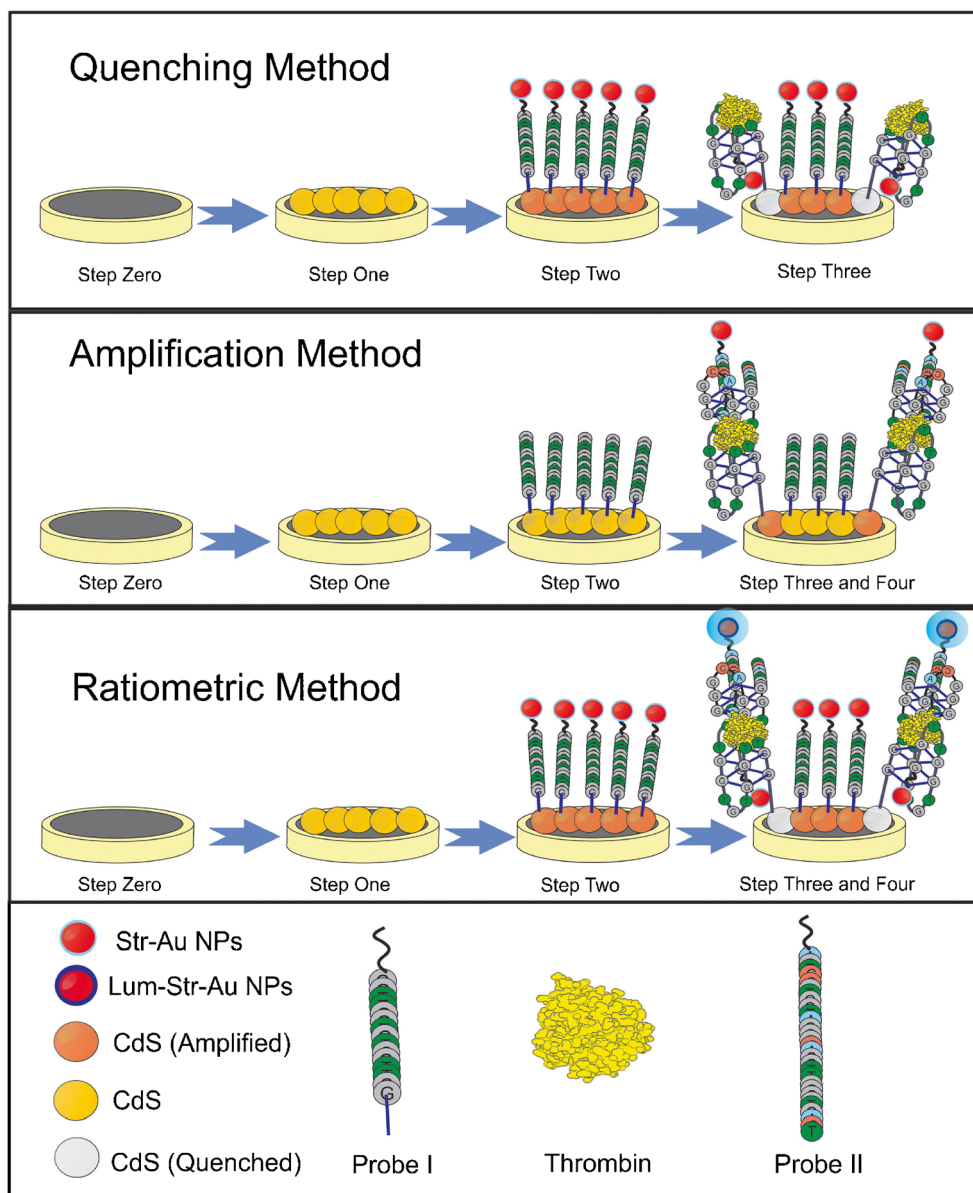 Quenching Method
Step Zero
Step One
Step Two
Step Three
Amplification Method
Step Zero
Step One
Step Two
Step Three and Four
Ratiometric Method
Step Zero
Step One
Step Two
Step Three and Four
Str-Au NPs
Lum-Str-Au NPs
CdS (Amplified)
CdS
CdS (Quenched)
G
Probe I
Thrombin
T
Probe II